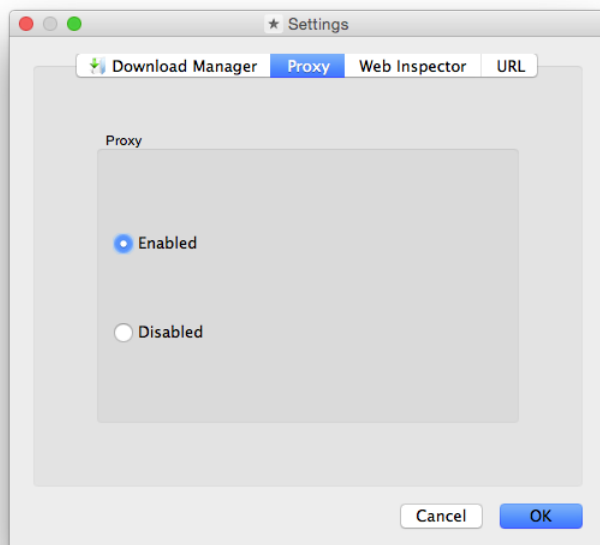 Settings
Download Manager Proxy Web Inspector URL
Proxy
Enabled
Disabled
Cancel OK